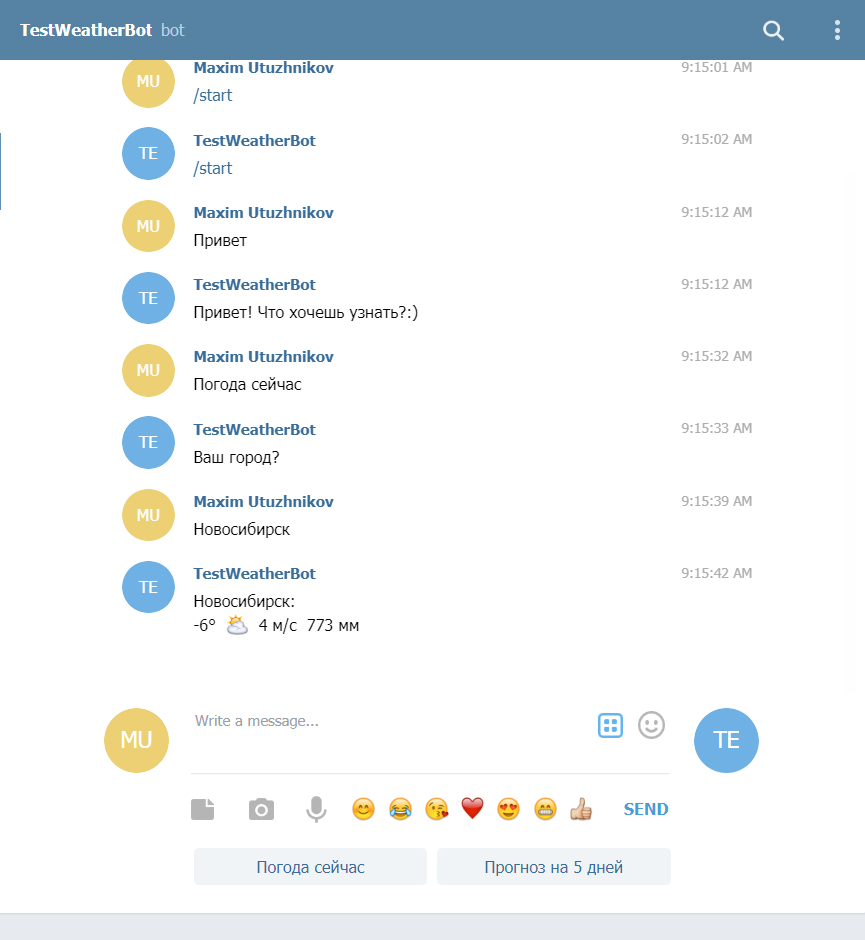 TestWeatherBot bot
Maxim Utuzhnikov 9:15:01 AM
MU
/start
TestWeatherBot 9:15:02 AM
TE
/start
Maxim Utuzhnikov 9:15:12 AM
MU
Привет
TestWeatherBot 9:15:12 AM
TE
Привет! Что хочешь узнать?:)
Maxim Utuzhnikov 9:15:32 AM
MU
Погода сейчас
TestWeatherBot 9:15:33 AM
TE
Ваш город?
Maxim Utuzhnikov 9:15:39 AM
MU
Новосибирск
TestWeatherBot 9:15:42 AM
TE
Новосибирск:
-6° ⛅ 4 м/с 773 мм
Write a message...
MU TE
SEND
Погода сейчас Прогноз на 5 дней